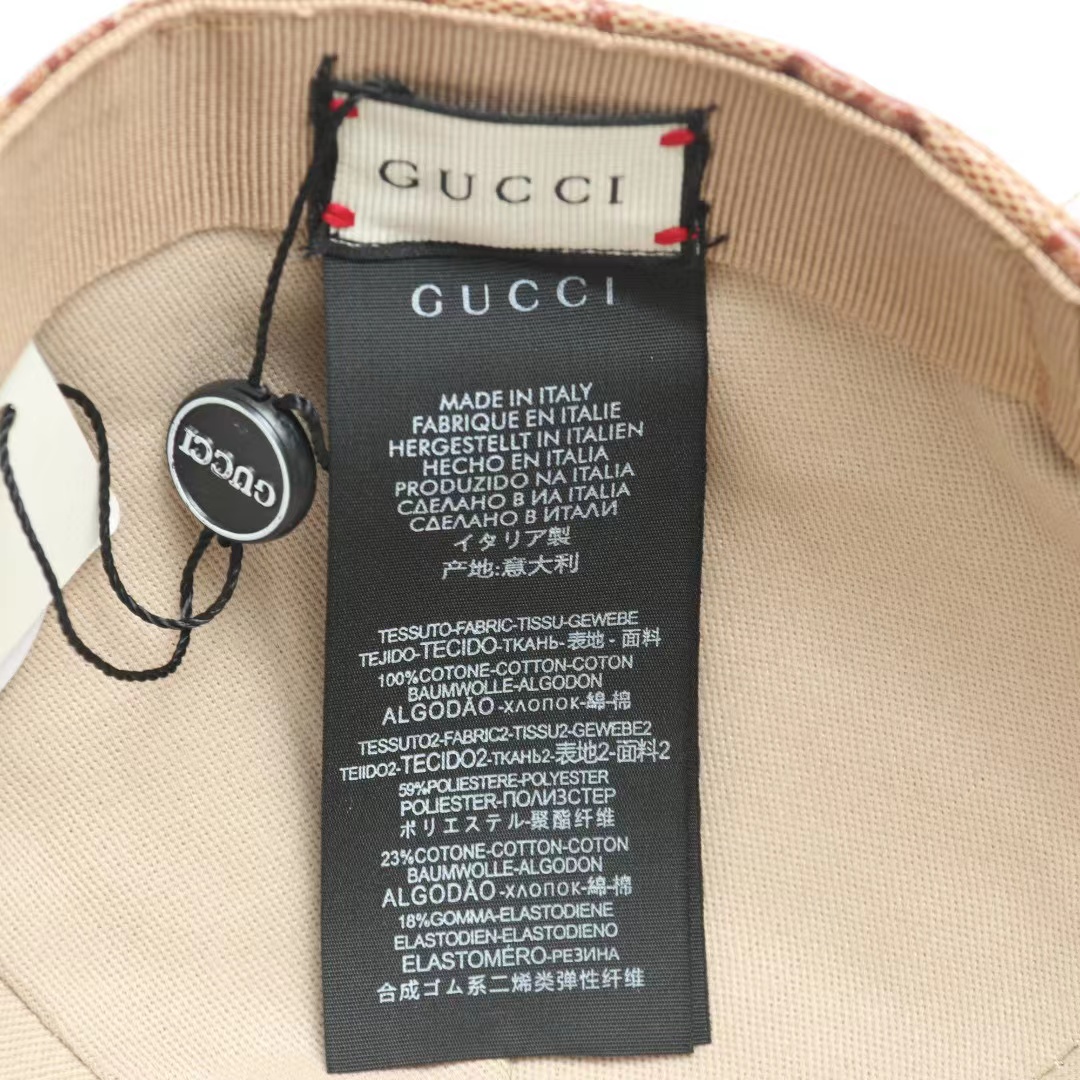 GUCCI
GUCCI
GUCCI
MADE IN ITALY
FABRIQUE EN ITALIE
HERGESTELLT IN ITALIEN
HECHO EN ITALIA
PRODUZIDO NA ITALIA
СДЕЛАНО В ИА ITALIA
СДЕЛАНО В ИТАЛИ
イタリア製
产地:意大利
TESSUTO-FABRIC-TISSU-GEWEBE
TEJIDO-TECIDO-ТКАНЬ-表地-面料
100%COTONE-COTTON-COTON
BAUMWOLLE-ALGODON
ALGODÃO-хлопок-綿-棉
TESSUTO2-FABRIC2-TISSU2-GEWEBE2
TEIIDO2-TECIDO2-ТКАНЬ2-表地2-面料2
59%POLIESTERE-POLYESTER
POLIESTER-ПОЛИЗСТЕР
ポリエステル-聚酯纤维
23%COTONE-COTTON-COTON
BAUMWOLLE-ALGODON
ALGODÃO-хлопок-綿-棉
18%GOMMA-ELASTODIENE
ELASTODIEN-ELASTODIENO
ELASTOMÉRO-РЕЗИНА
合成ゴム系二烯类弹性纤维